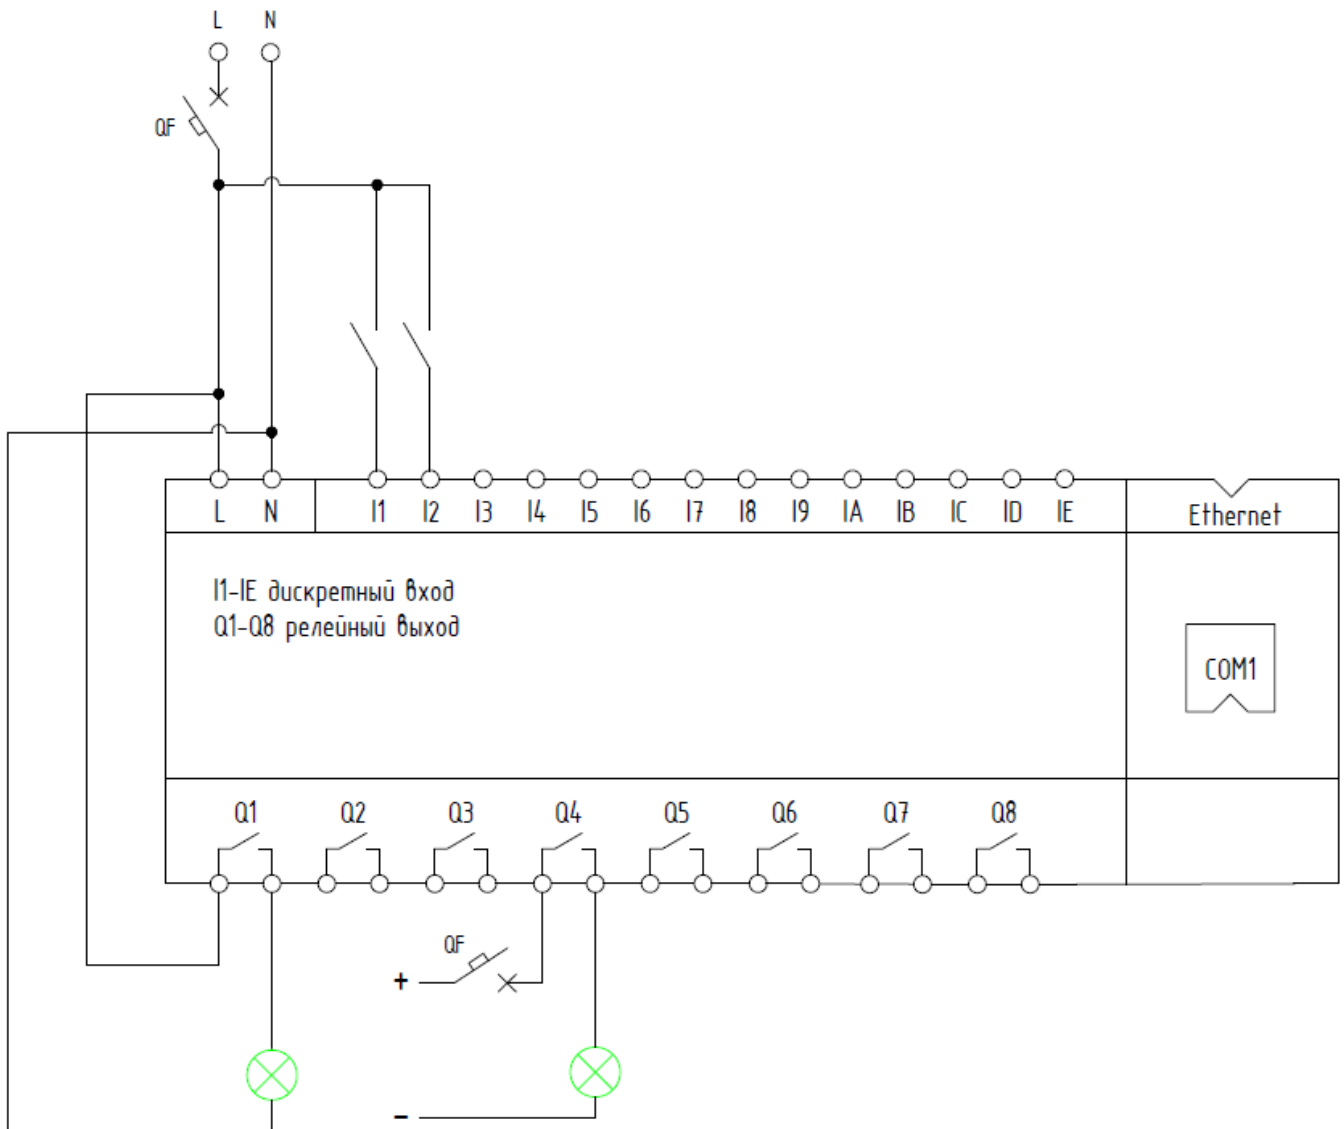 L N
QF
L N I1 I2 I3 I4 I5 I6 I7 I8 I9 IA IB IC ID IE Ethernet
I1-IE дискретный вход
Q1-Q8 релейный выход
COM1
Q1 Q2 Q3 Q4 Q5 Q6 Q7 Q8
QF
+
-